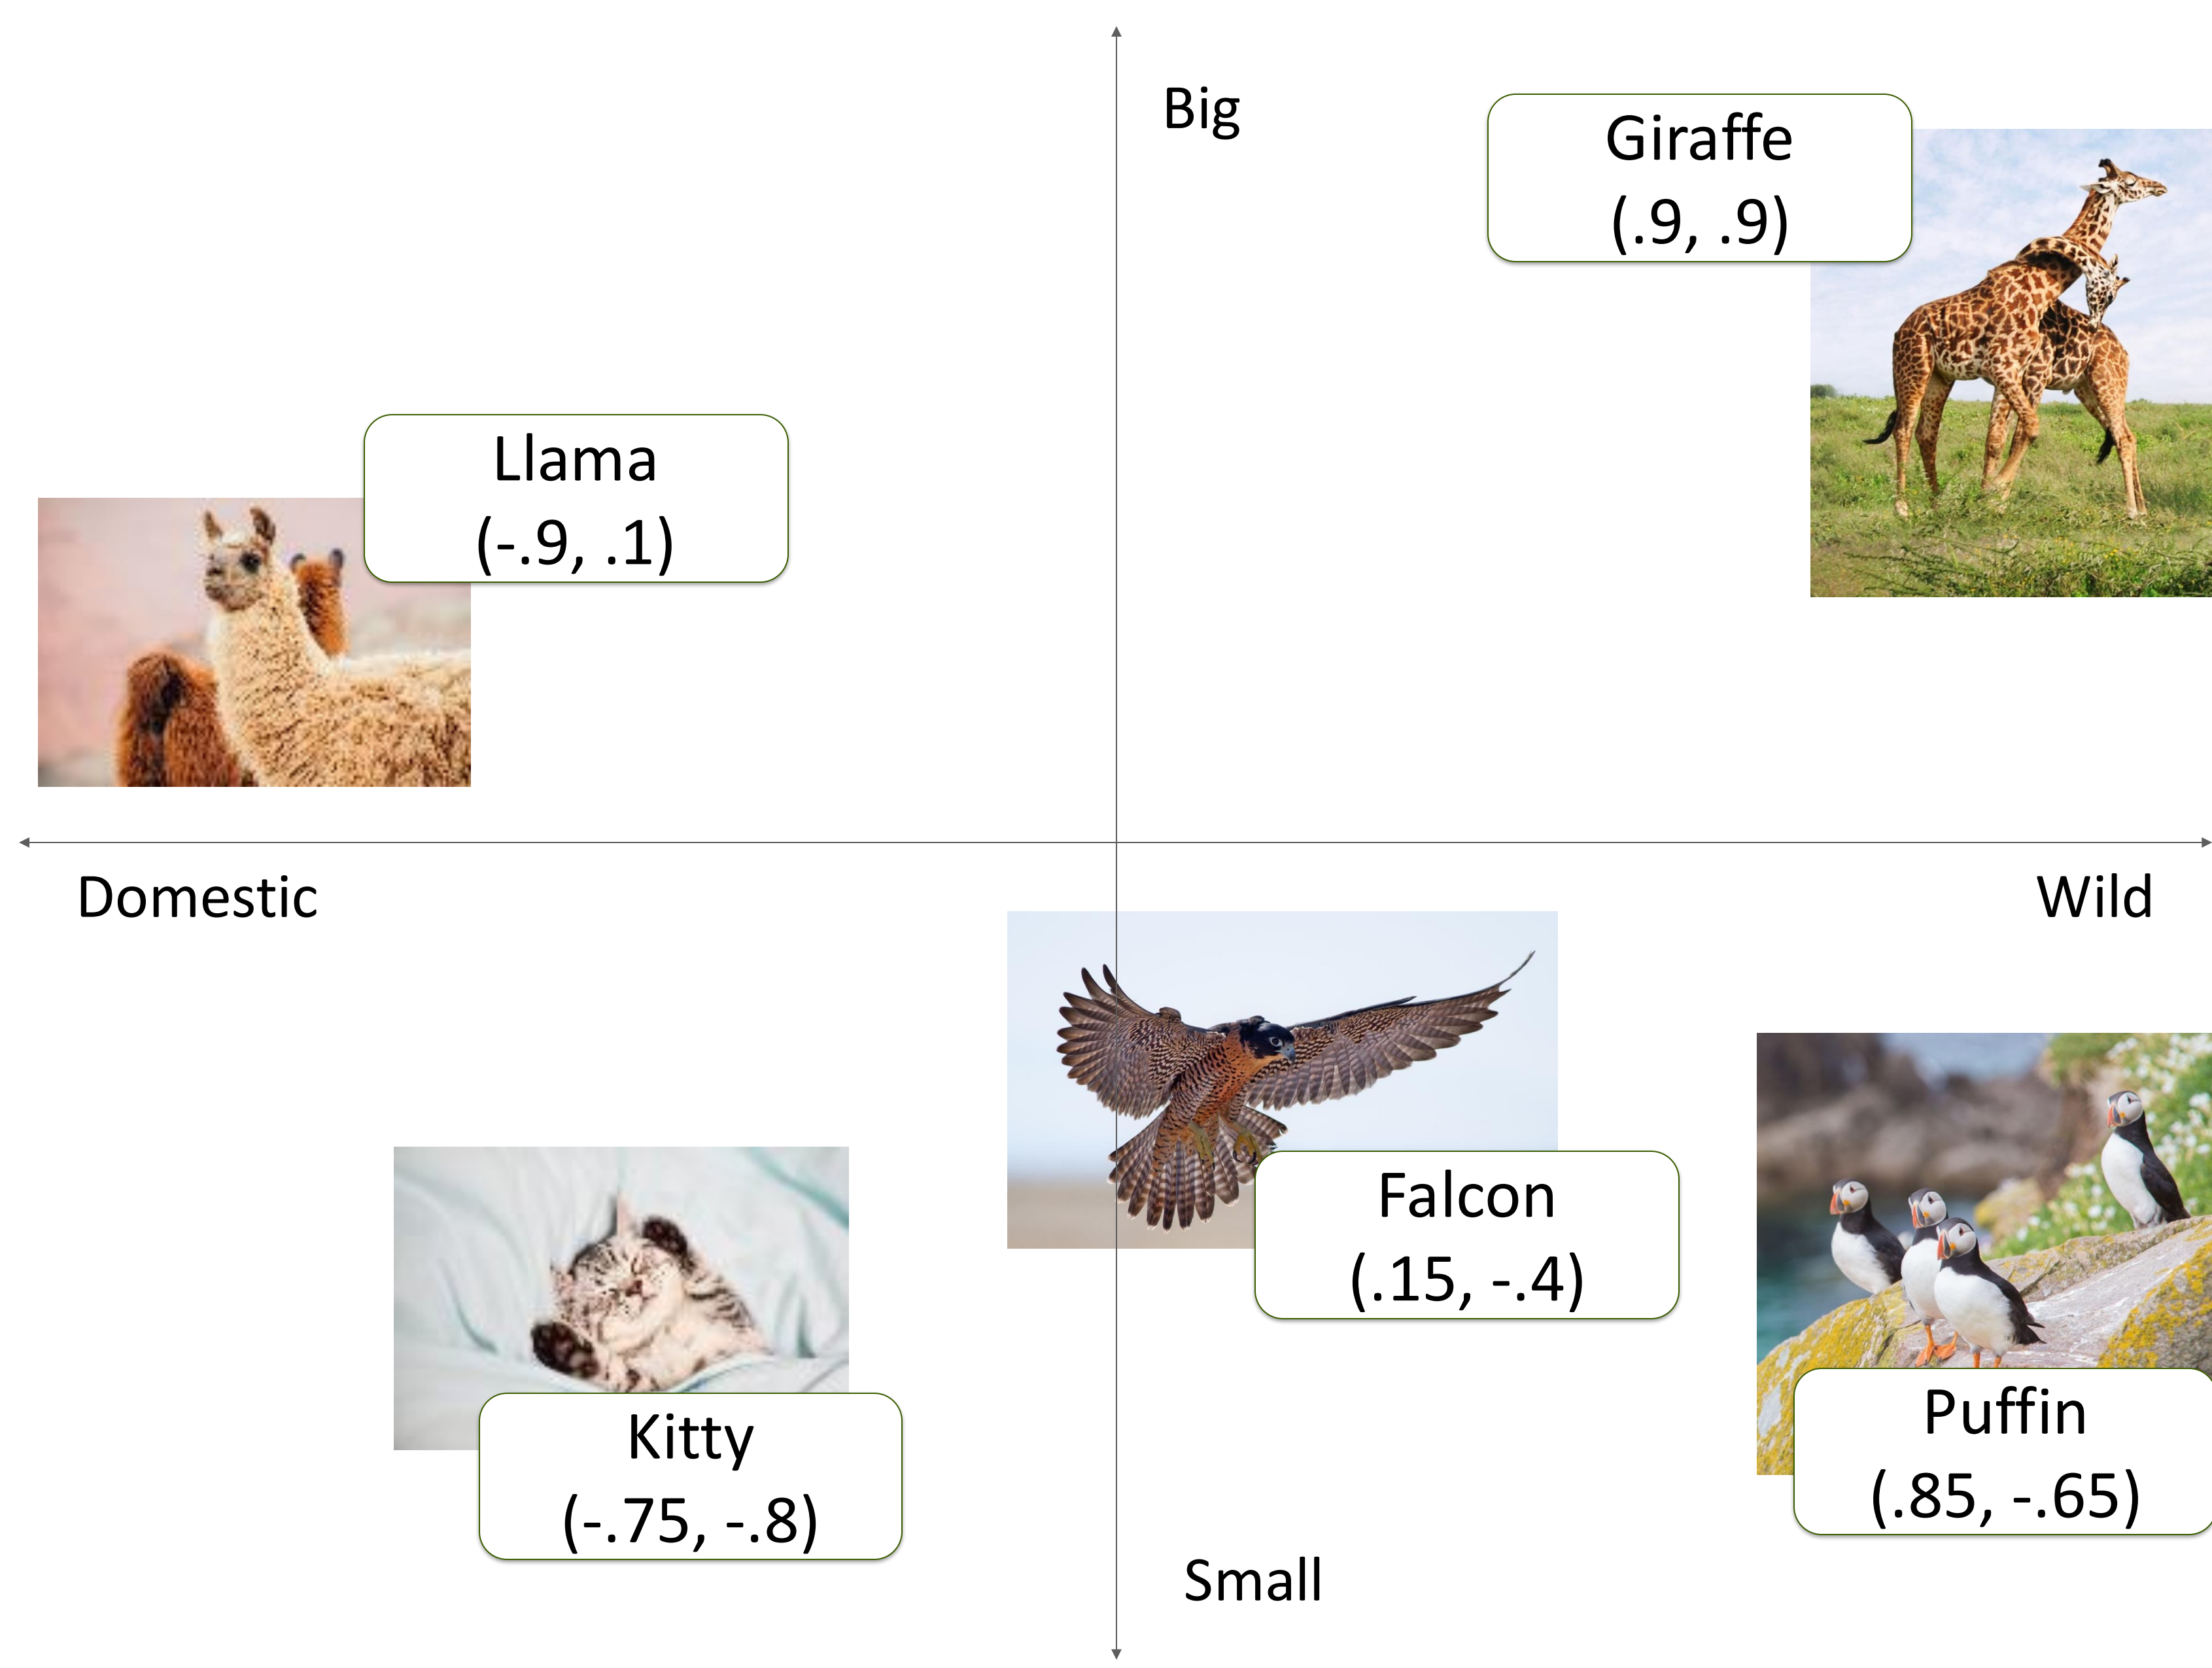 Big
Giraffe
(.9, .9)
Llama
(-.9, .1)
Domestic
Wild
Falcon
(.15, -.4)
Kitty
(-.75, -.8)
Puffin
(.85, -.65)
Small